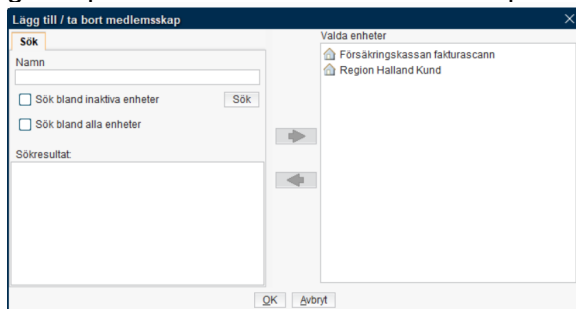 Lägg till / ta bort medlemsskap
Sök
Namn
Sök bland inaktiva enheter
Sök
Sök bland alla enheter
Sökresultat:
Valda enheter
Försäkringskassan fakturascann
Region Halland Kund
OK
Avbryt